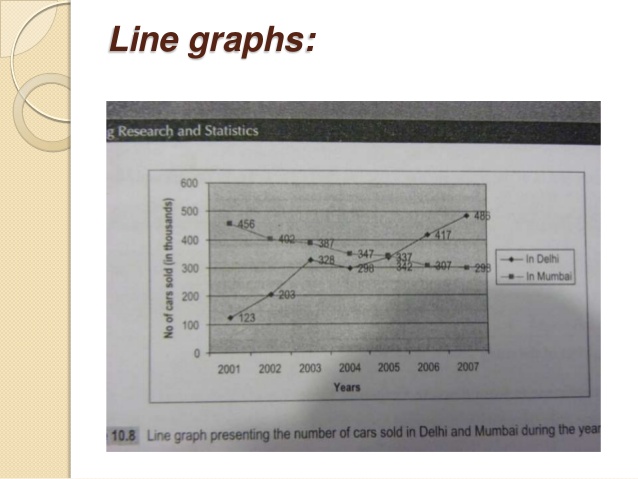 Line graphs:
g Research and Statistics
600
500
400
300
200
100
0
No of cars sold (in thousands)
456
402
387
347
337
342
307
417
328
298
203
123
In Delhi
In Mumbai
2001 2002 2003 2004 2005 2006 2007
Years
10.8 Line graph presenting the number of cars sold in Delhi and Mumbai during the year